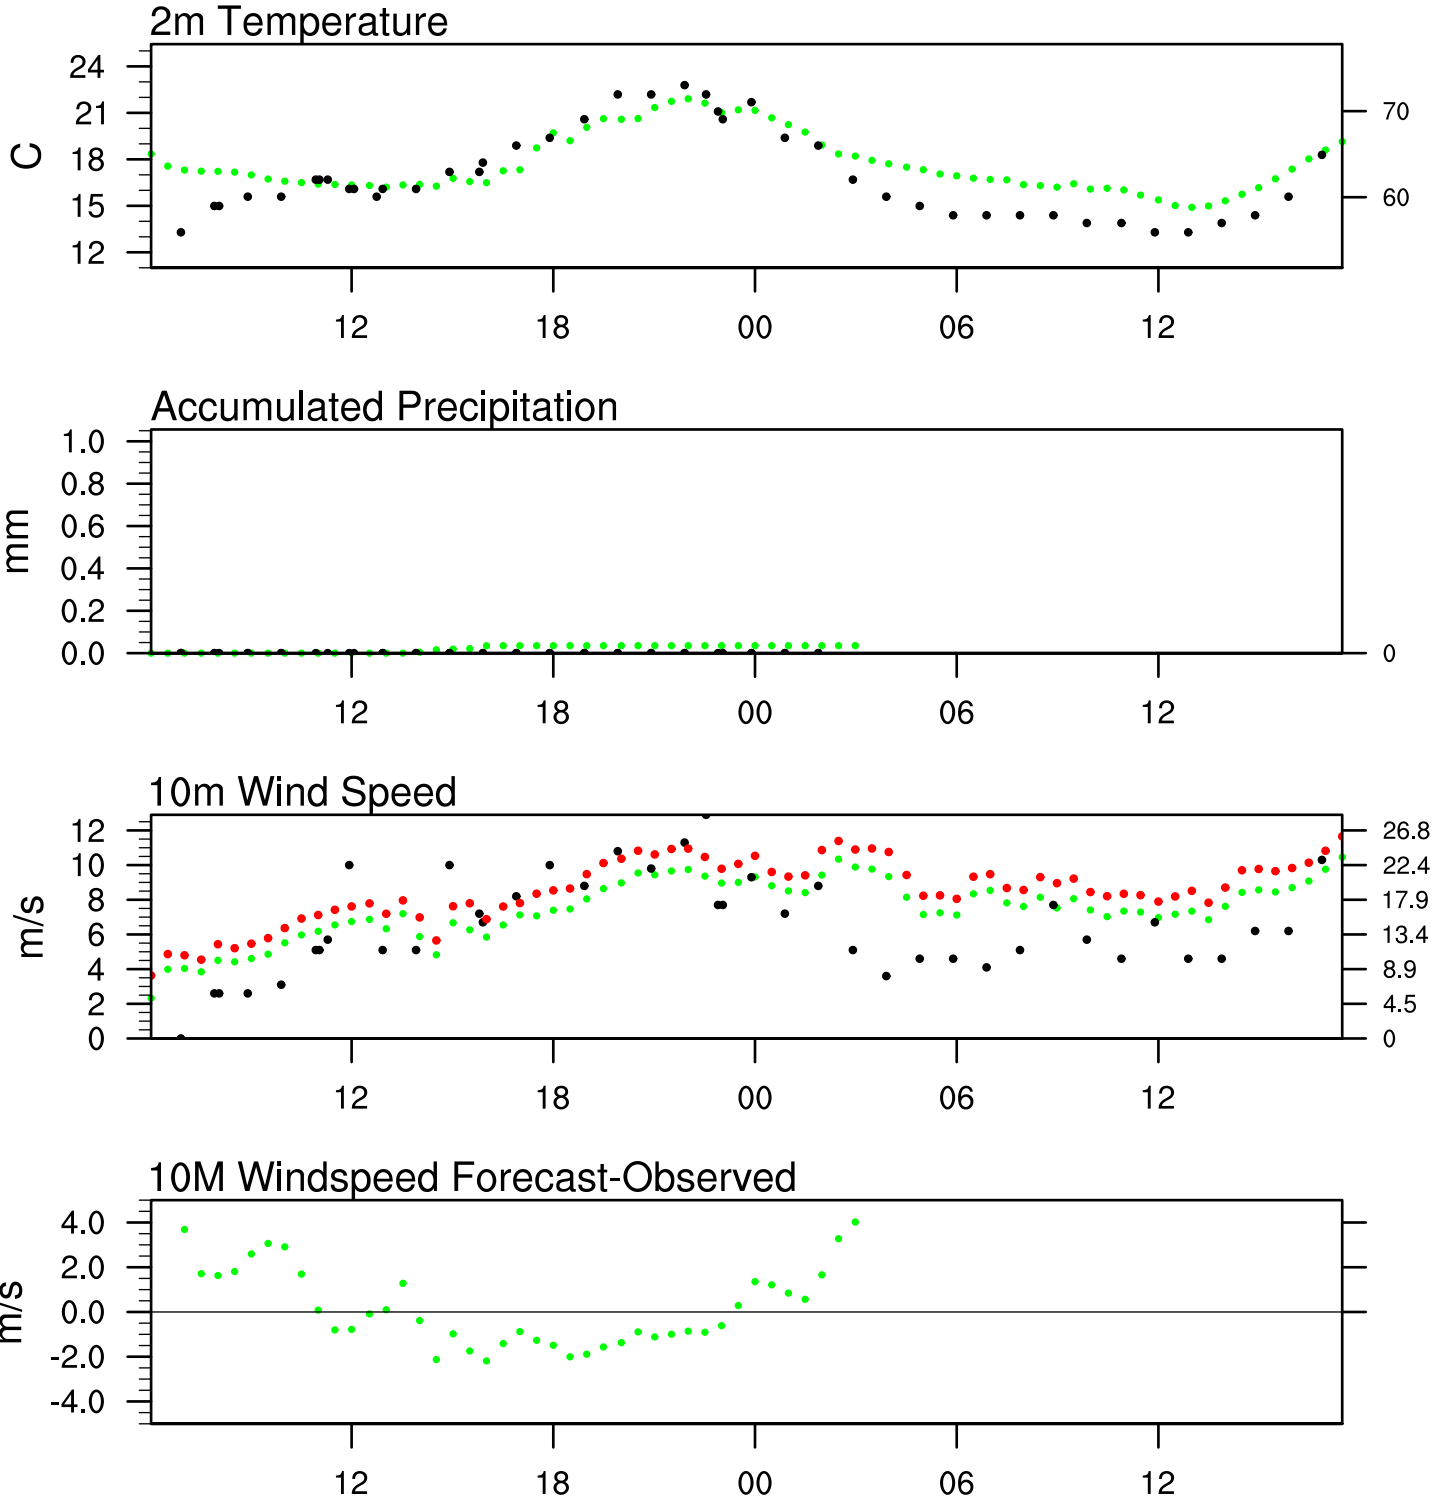 2m Temperature
24
21
18
15
12
C
70
60
12 18 00 06 12
Accumulated Precipitation
1.0
0.8
0.6
0.4
0.2
0.0
mm
0
12 18 00 06 12
10m Wind Speed
12
10
8
6
4
2
0
m/s
26.8
22.4
17.9
13.4
8.9
4.5
0
12 18 00 06 12
10M Windspeed Forecast-Observed
4.0
2.0
0.0
-2.0
-4.0
m/s
12 18 00 06 12